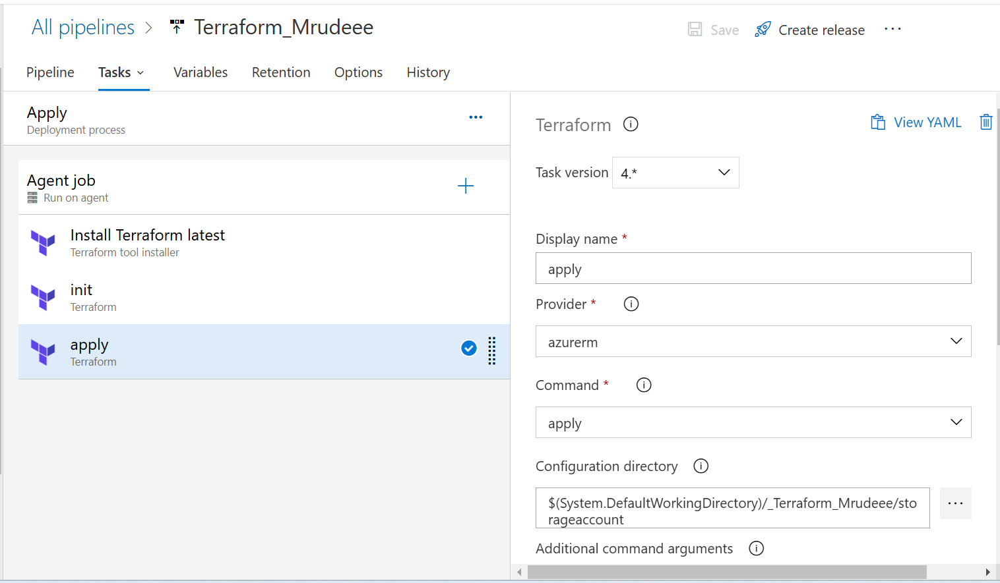 All pipelines > Terraform_Mrudeee
Save Create release ...
Pipeline Tasks Variables Retention Options History
Apply
Deployment process
...
Agent job
Run on agent
Install Terraform latest
Terraform tool installer
init
Terraform
apply
Terraform
Terraform
View YAML
Task version 4.*
Display name *
apply
Provider *
azurerm
Command *
apply
Configuration directory
$(System.DefaultWorkingDirectory)/_Terraform_Mrudeee/sto
rageaccount
...
Additional command arguments